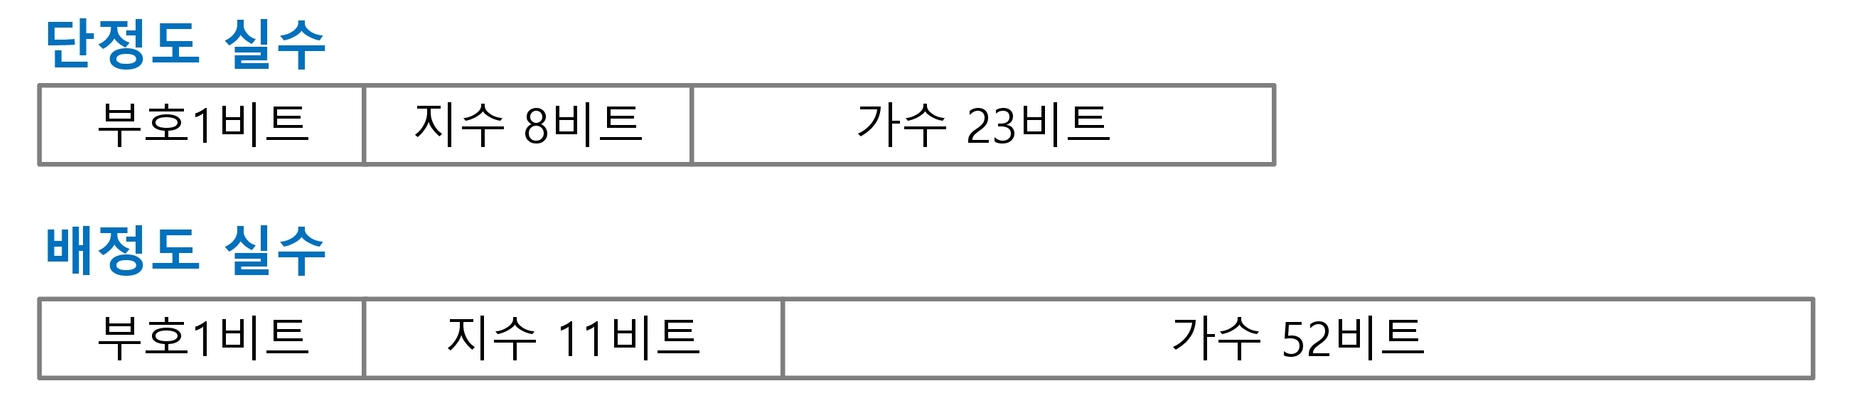 단정도 실수
부호1비트 지수 8비트 가수 23비트
배정도 실수
부호1비트 지수 11비트 가수 52비트